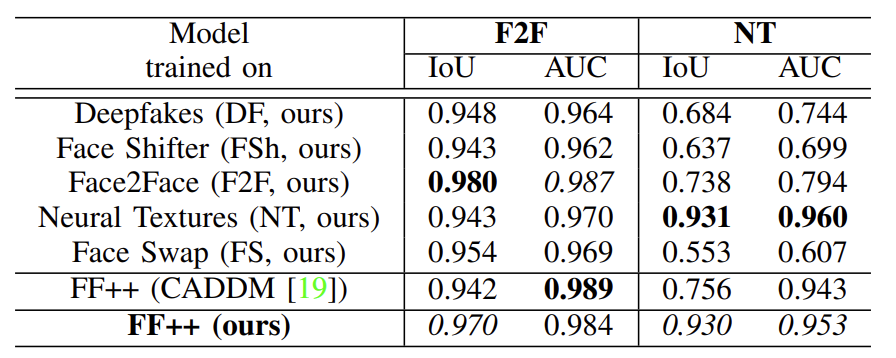 Model F2F NT
trained on IoU AUC IoU AUC
Deepfakes (DF, ours) 0.948 0.964 0.684 0.744
Face Shifter (FSh, ours) 0.943 0.962 0.637 0.699
Face2Face (F2F, ours) 0.980 0.987 0.738 0.794
Neural Textures (NT, ours) 0.943 0.970 0.931 0.960
Face Swap (FS, ours) 0.954 0.969 0.553 0.607
FF++ (CADDM [19]) 0.942 0.989 0.756 0.943
FF++ (ours) 0.970 0.984 0.930 0.953